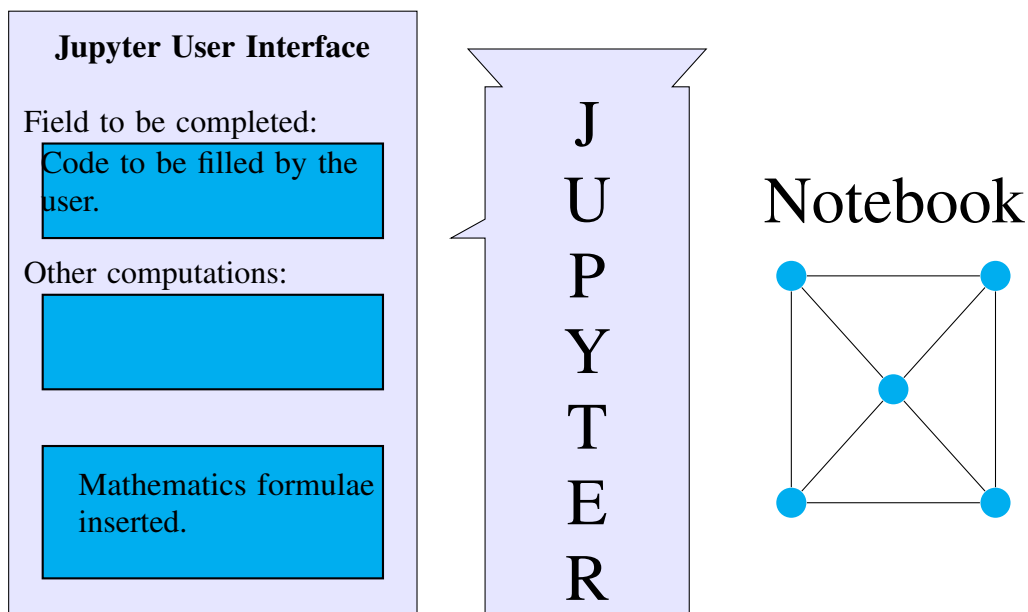 Jupyter User Interface
Field to be completed:
Code to be filled by the
user.
Other computations:
Mathematics formulae
inserted.
J
U
P
Y
T
E
R
Notebook